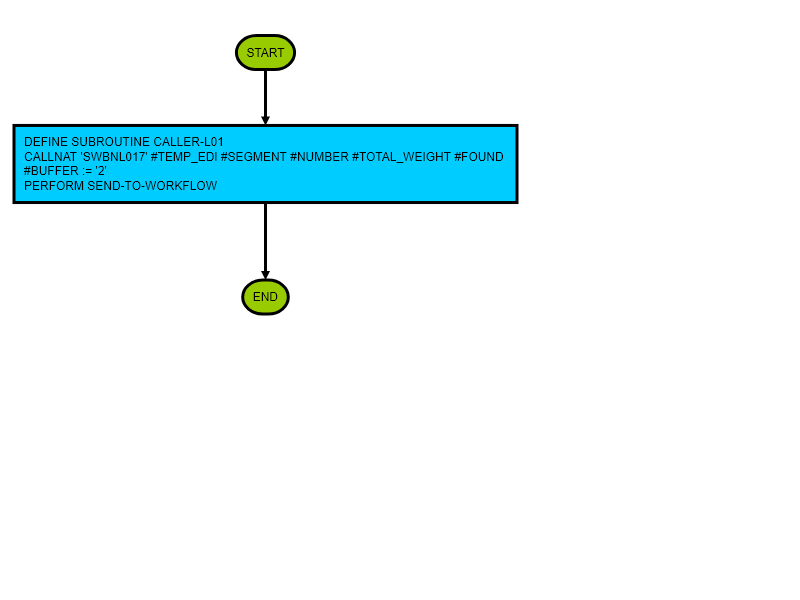 START
DEFINE SUBROUTINE CALLER-L01
CALLNAT 'SWBNL017' #TEMP_EDI #SEGMENT #NUMBER #TOTAL_WEIGHT #FOUND
#BUFFER := '2'
PERFORM SEND-TO-WORKFLOW
END